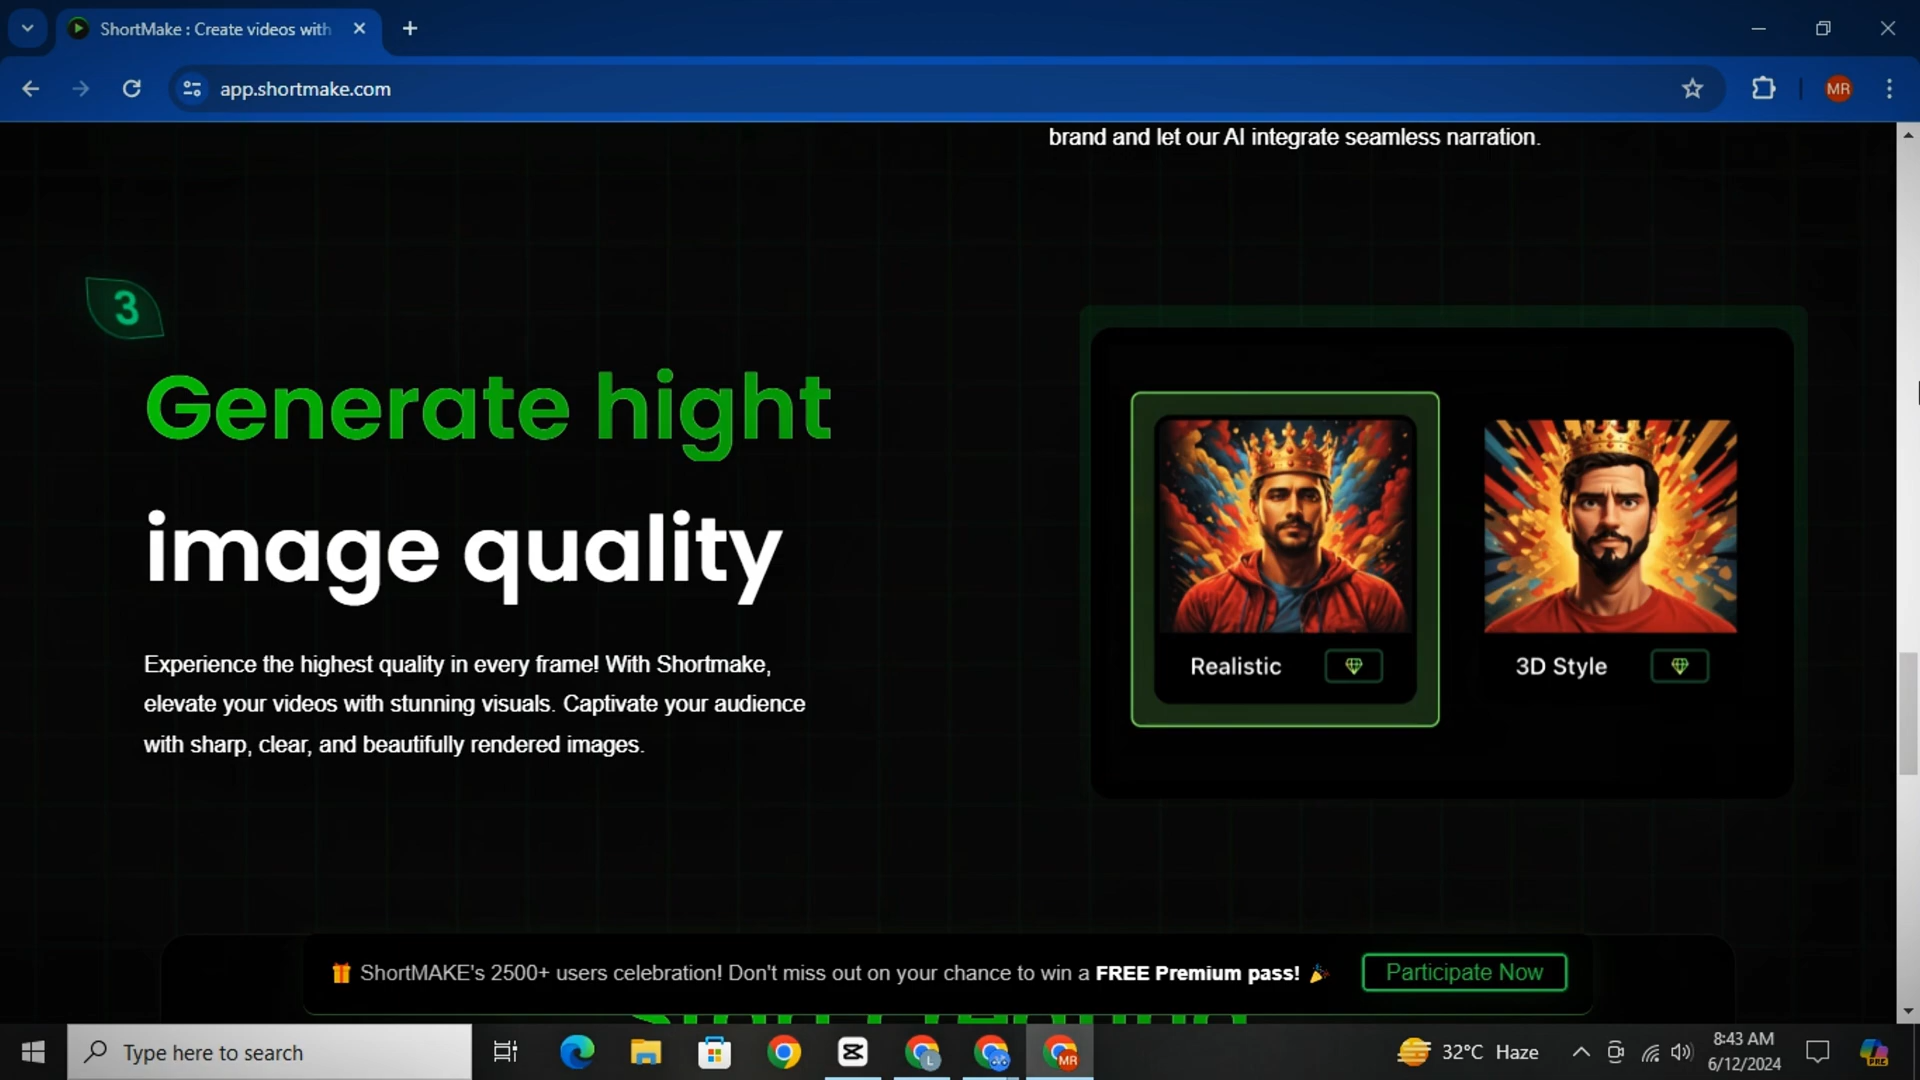 ShortMake : Create videos with
app.shortmake.com
MR
brand and let our AI integrate seamless narration.
3
Generate hight
image quality
Experience the highest quality in every frame! With Shortmake,
elevate your videos with stunning visuals. Captivate your audience
with sharp, clear, and beautifully rendered images.
Realistic
3D Style
ShortMAKE's 2500+ users celebration! Don't miss out on your chance to win a FREE Premium pass!
Participate Now
Type here to search
L
MR
32°C Haze
8:43 AM
6/12/2024
PRE